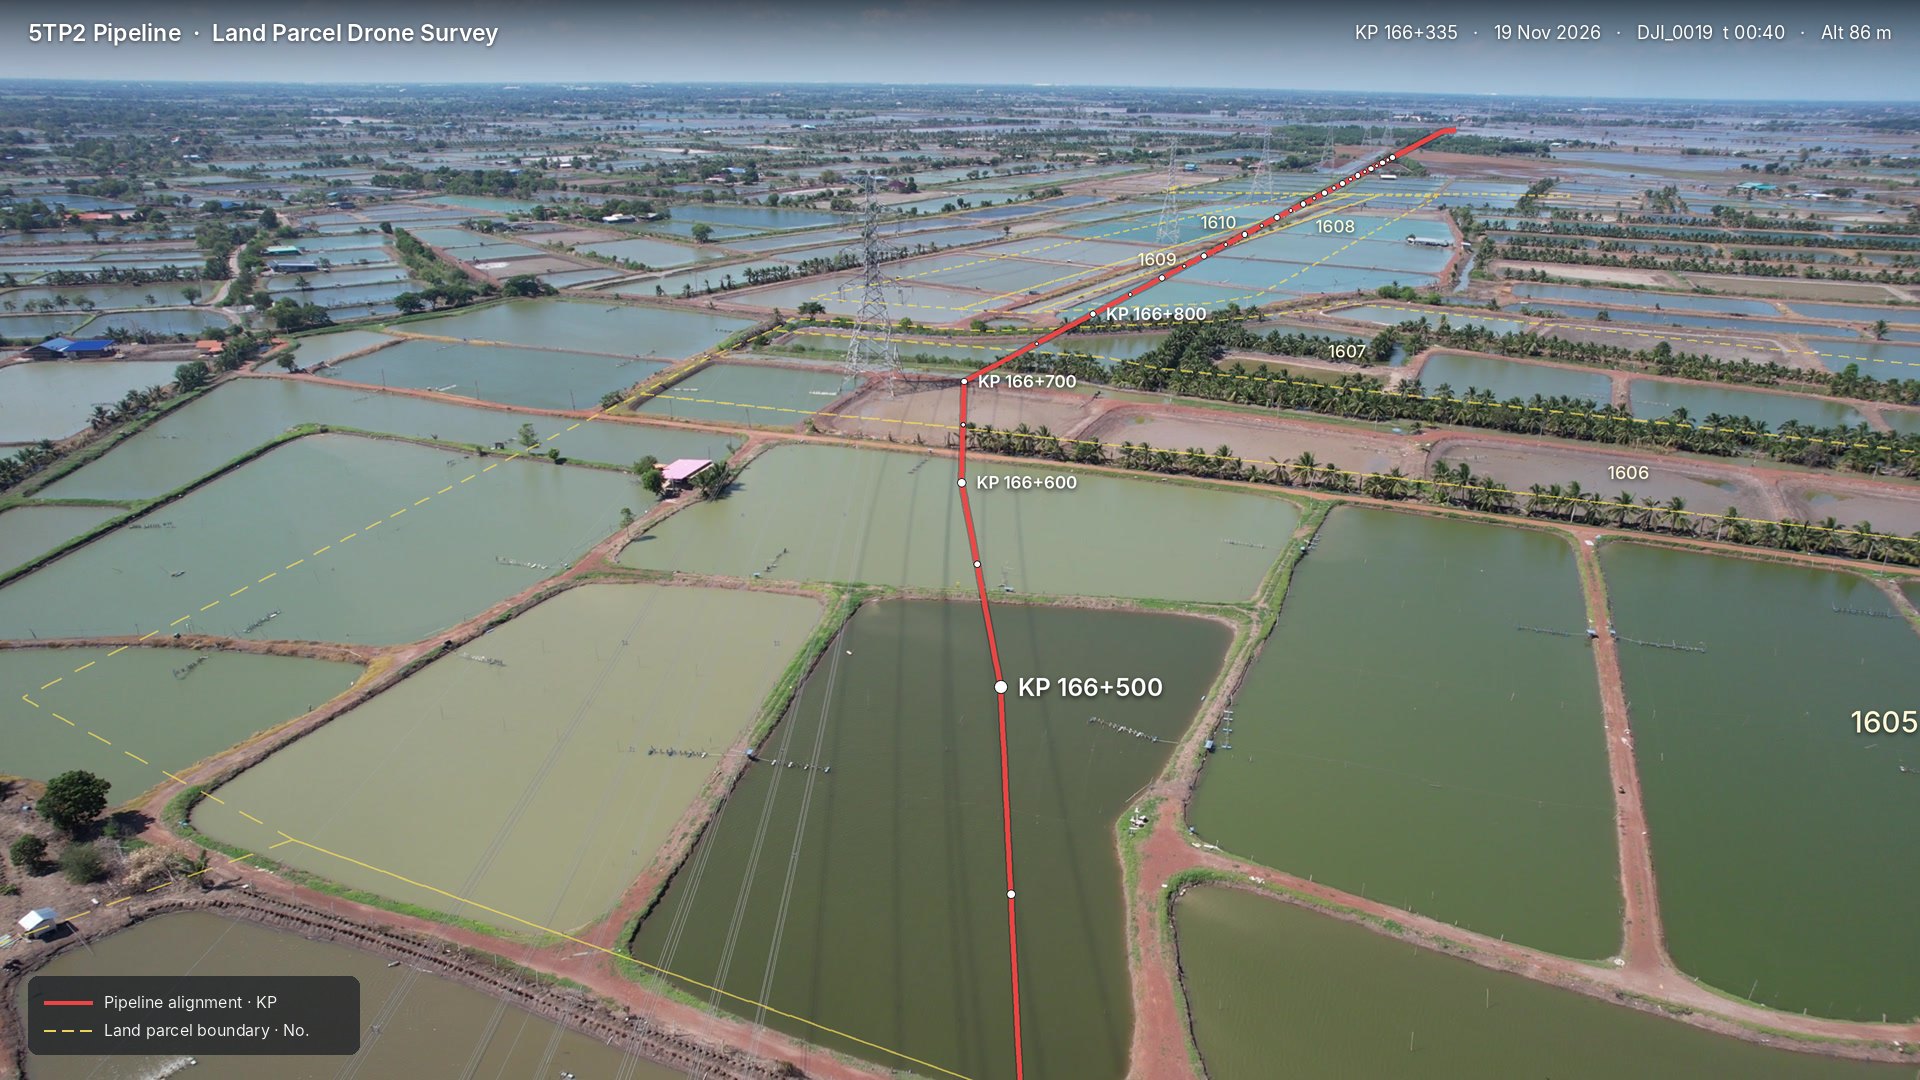 5TP2 Pipeline · Land Parcel Drone Survey
KP 166+335 · 19 Nov 2026 · DJI_0019 t 00:40 · Alt 86 m
1610
1608
1609
KP 166+800
1607
KP 166+700
1606
KP 166+600
KP 166+500
1605
Pipeline alignment · KP
Land parcel boundary · No.